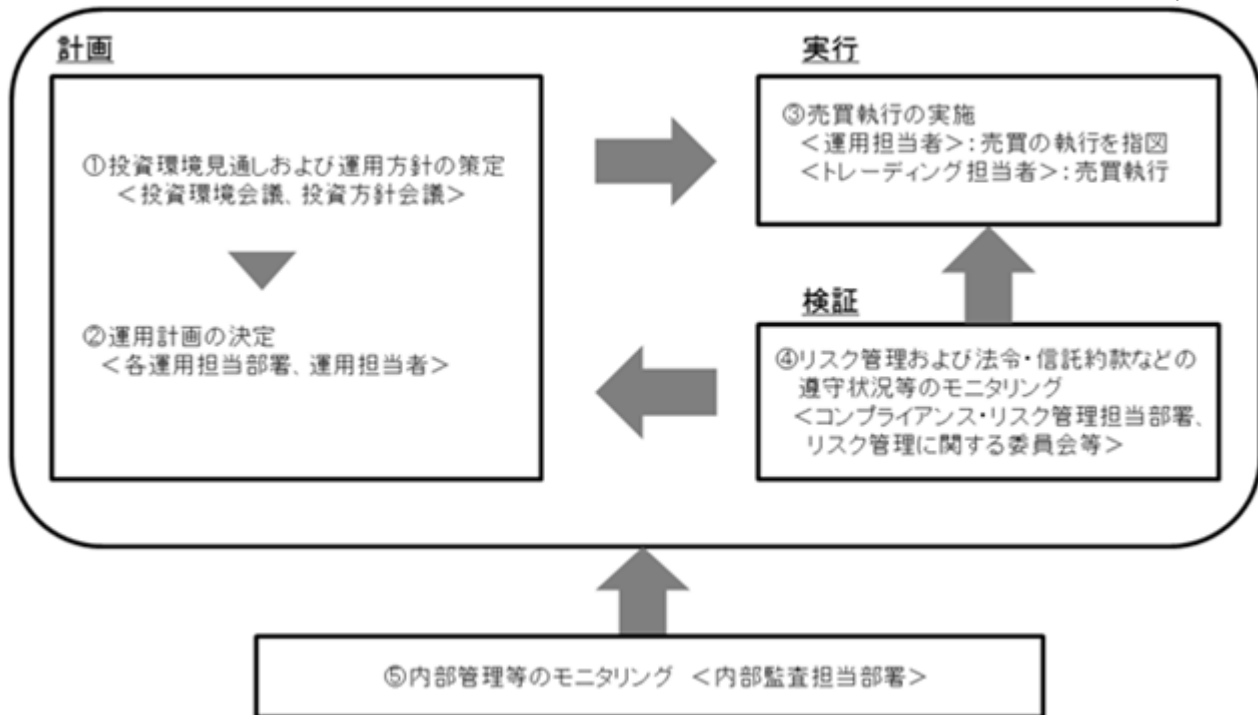 計画
①投資環境見通しおよび運用方針の策定
＜投資環境会議、投資方針会議＞
②運用計画の決定
＜各運用担当部署、運用担当者＞
実行
③売買執行の実施
＜運用担当者＞：売買の執行を指図
＜トレーディング担当者＞：売買執行
検証
④リスク管理および法令・信託約款などの
遵守状況等のモニタリング
＜コンプライアンス・リスク管理担当部署、
リスク管理に関する委員会等＞
⑤内部管理等のモニタリング ＜内部監査担当部署＞